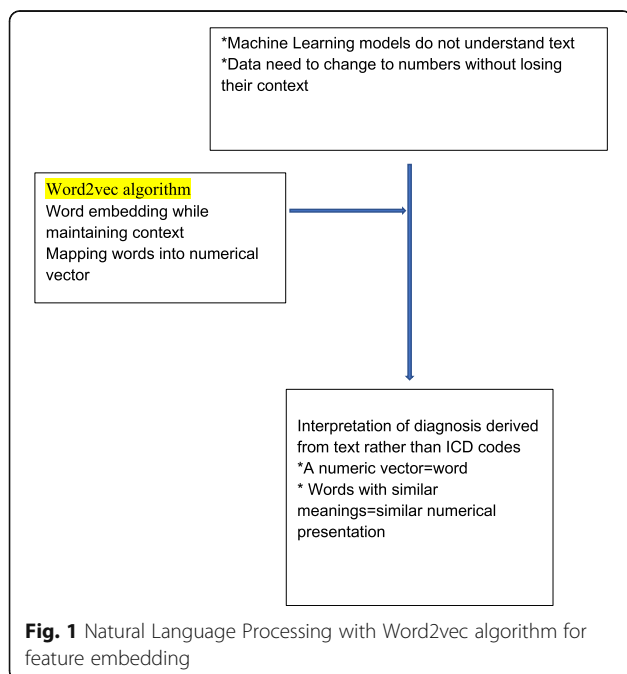 *Machine Learning models do not understand text
*Data need to change to numbers without losing
their context
Word2vec algorithm
Word embedding while
maintaining context
Mapping words into numerical
vector
Interpretation of diagnosis derived
from text rather than ICD codes
*A numeric vector=word
* Words with similar
meanings=similar numerical
presentation
Fig. 1 Natural Language Processing with Word2vec algorithm for
feature embedding